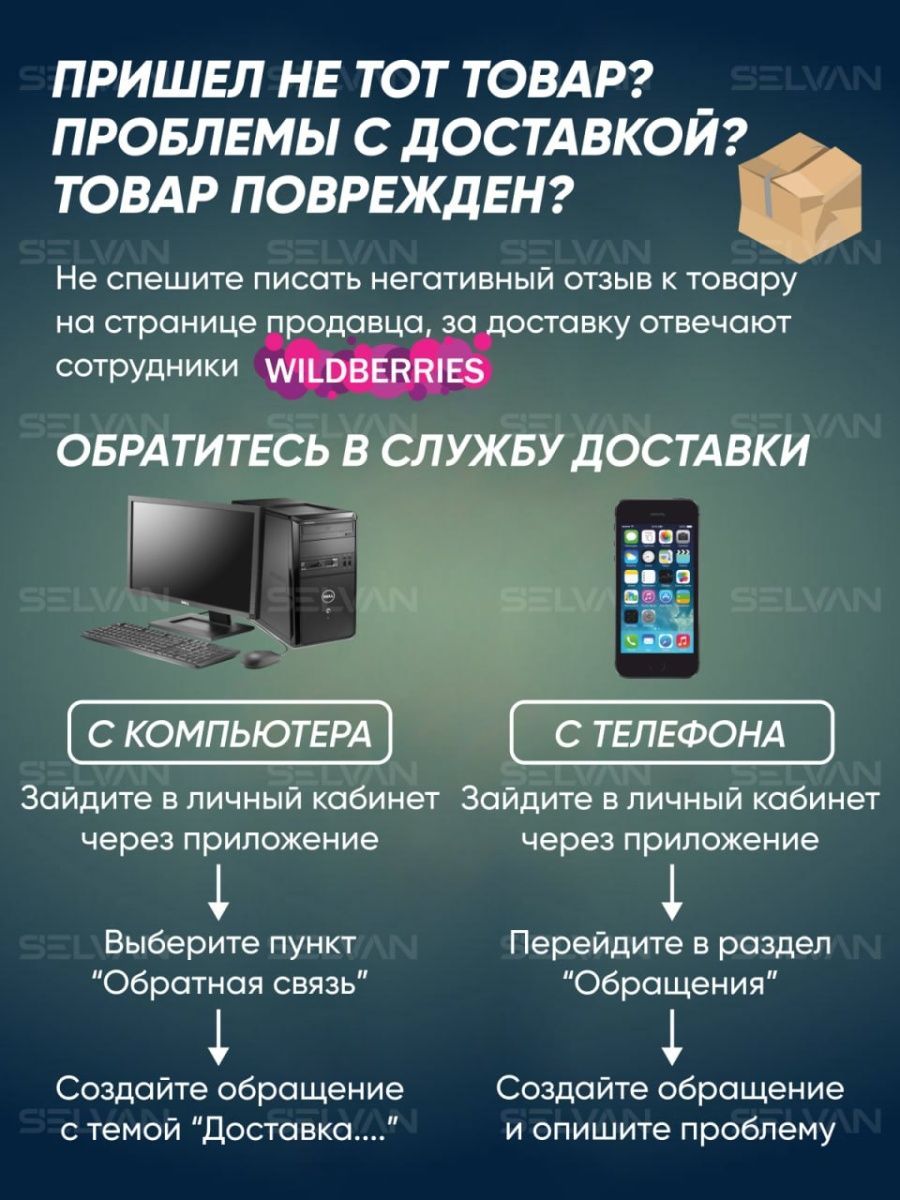 ПРИШЕЛ НЕ ТОТ ТОВАР?
ПРОБЛЕМЫ С ДОСТАВКОЙ?
ТОВАР ПОВРЕЖДЕН?
Не спешите писать негативный отзыв к товару
на странице продавца, за доставку отвечают
сотрудники WILDBERRIES
ОБРАТИТЕСЬ В СЛУЖБУ ДОСТАВКИ
DELL
С КОМПЬЮТЕРА
Зайдите в личный кабинет
через приложение
Выберите пункт
“Обратная связь”
Создайте обращение
с темой “Доставка....”
С ТЕЛЕФОНА
Зайдите в личный кабинет
через приложение
Перейдите в раздел
“Обращения”
Создайте обращение
и опишите проблему
SELVAN